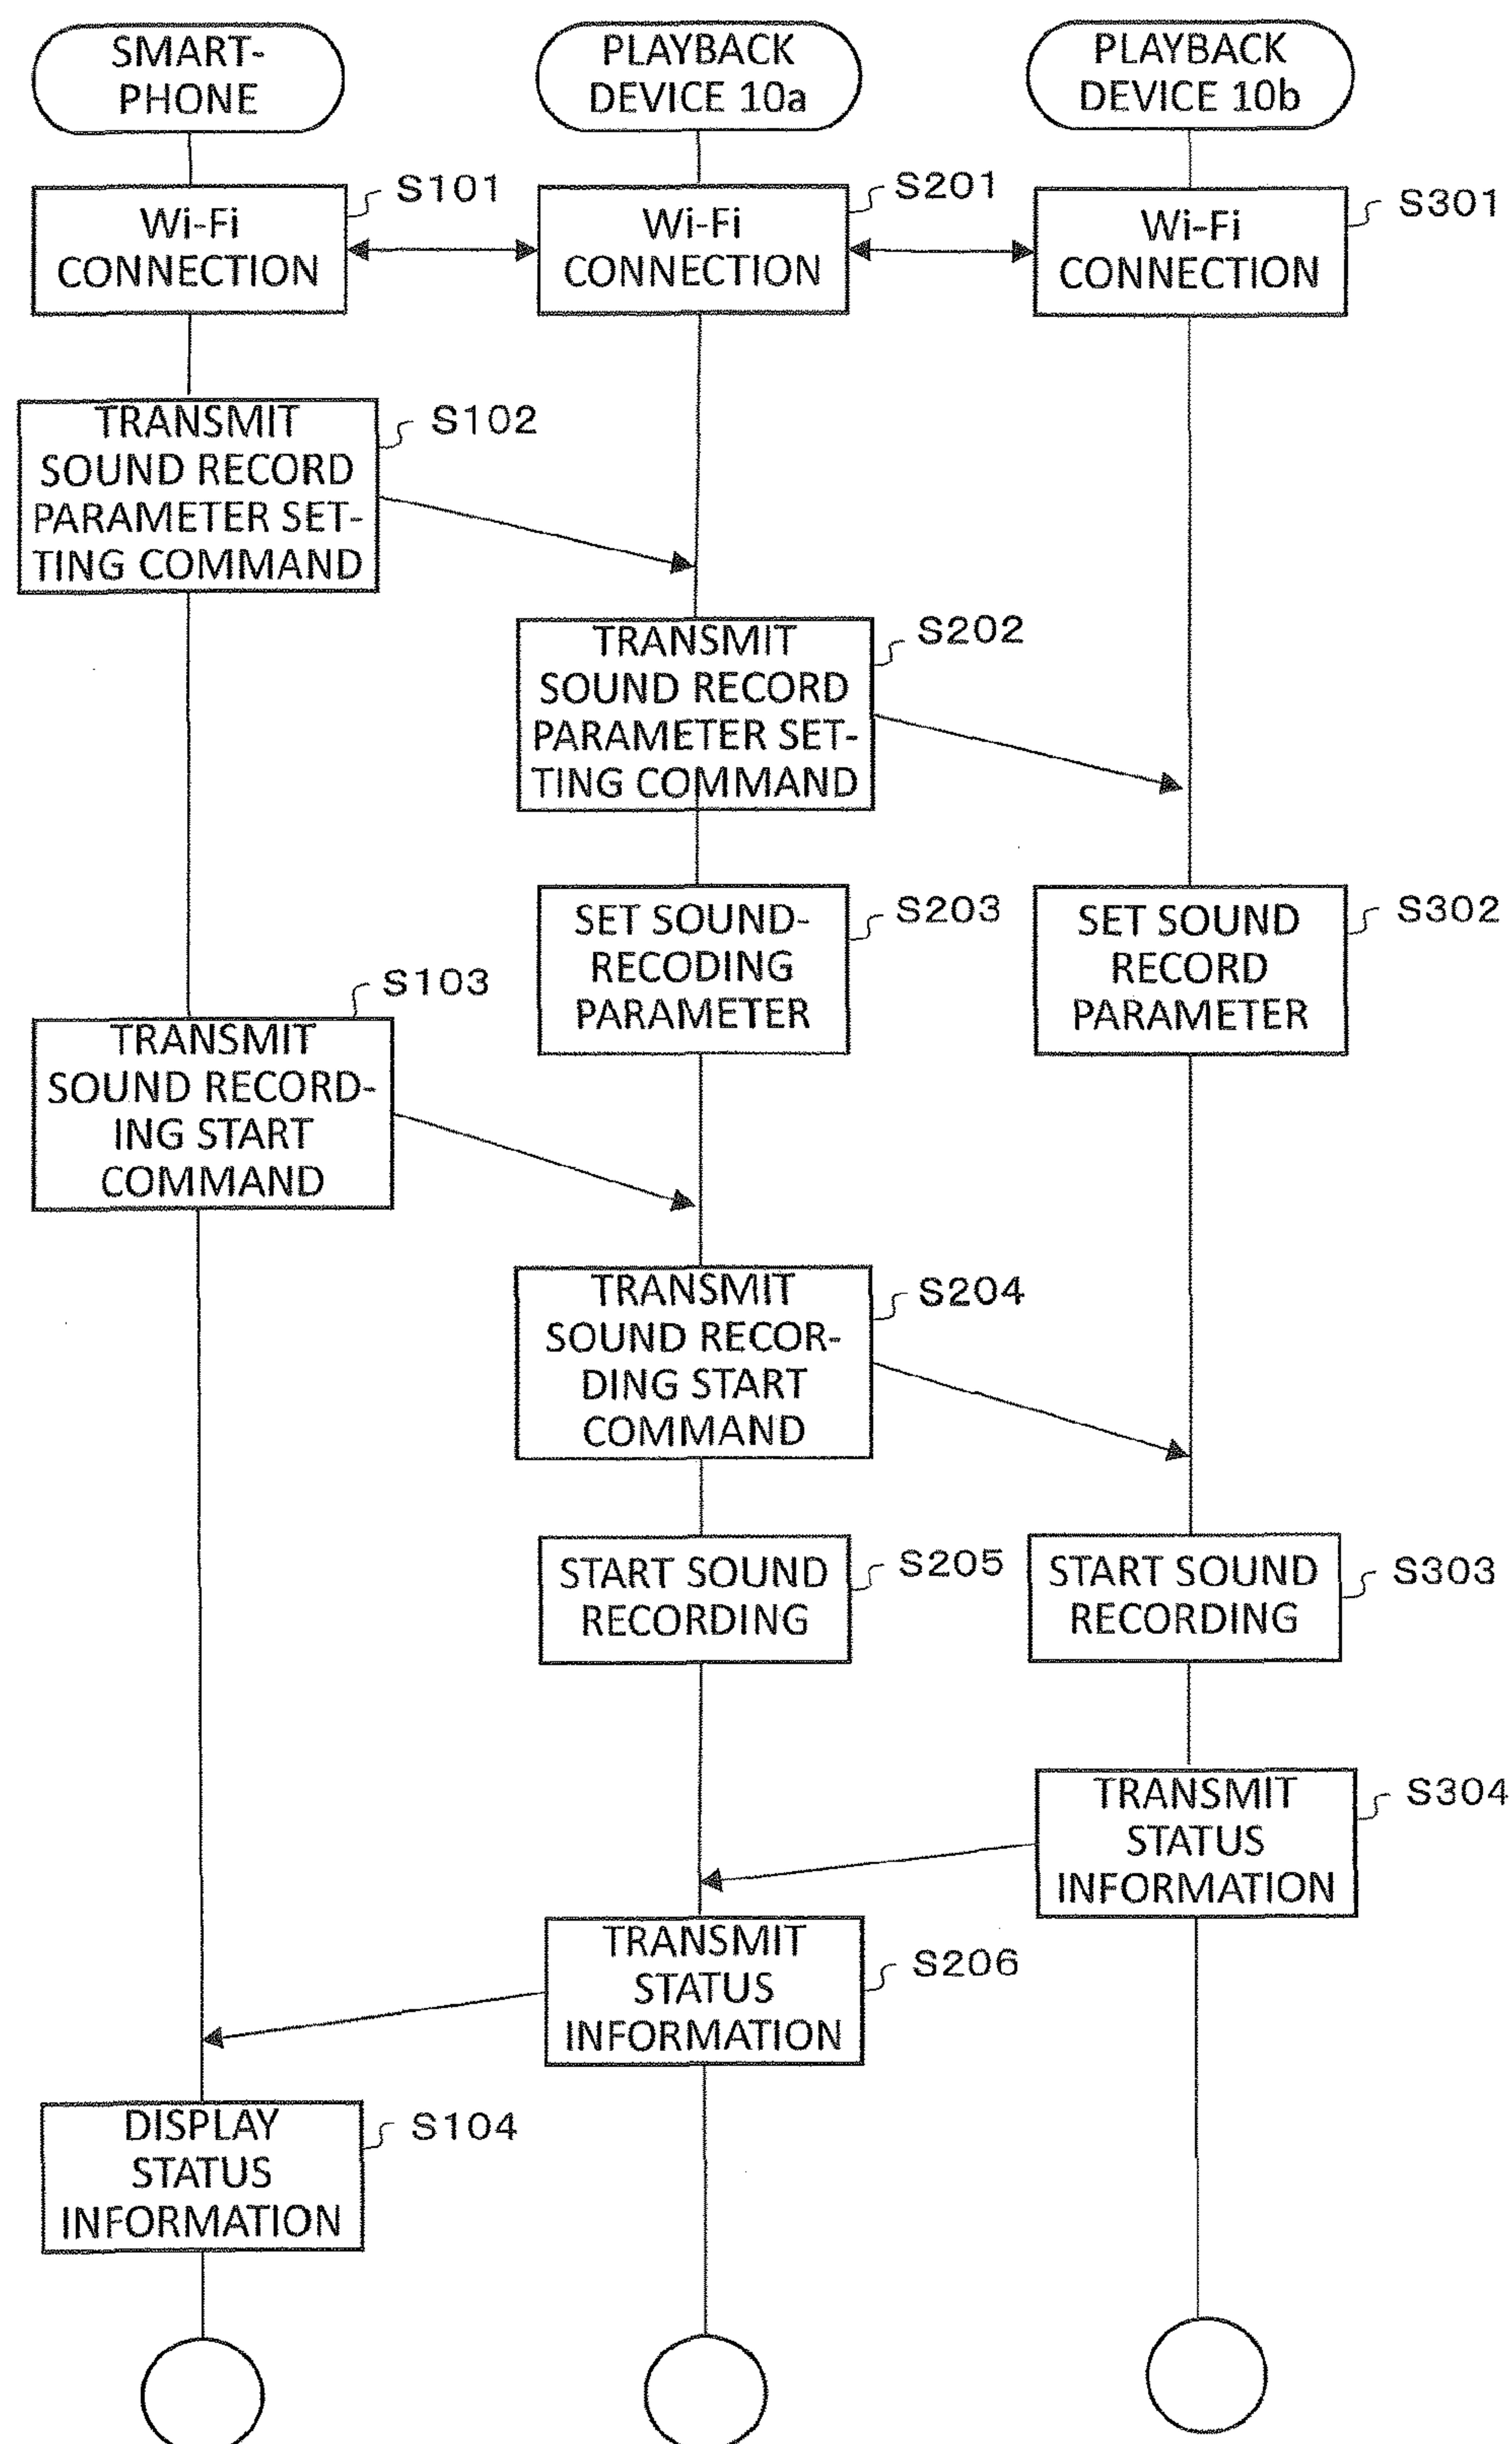 SMART-
PHONE
PLAYBACK
DEVICE 10a
PLAYBACK
DEVICE 10b
Wi-Fi
CONNECTION
S101
Wi-Fi
CONNECTION
S201
Wi-Fi
CONNECTION
S301
TRANSMIT
SOUND RECORD
PARAMETER SET-
TING COMMAND
S102
TRANSMIT
SOUND RECORD
PARAMETER SET-
TING COMMAND
S202
SET SOUND-
RECODING
PARAMETER
S203
SET SOUND
RECORD
PARAMETER
S302
S103
TRANSMIT
SOUND RECORD-
ING START
COMMAND
TRANSMIT
SOUND RECOR-
DING START
COMMAND
S204
START SOUND
RECORDING
S205
START SOUND
RECORDING
S303
TRANSMIT
STATUS
INFORMATION
S304
TRANSMIT
STATUS
INFORMATION
S206
DISPLAY
STATUS
INFORMATION
S104